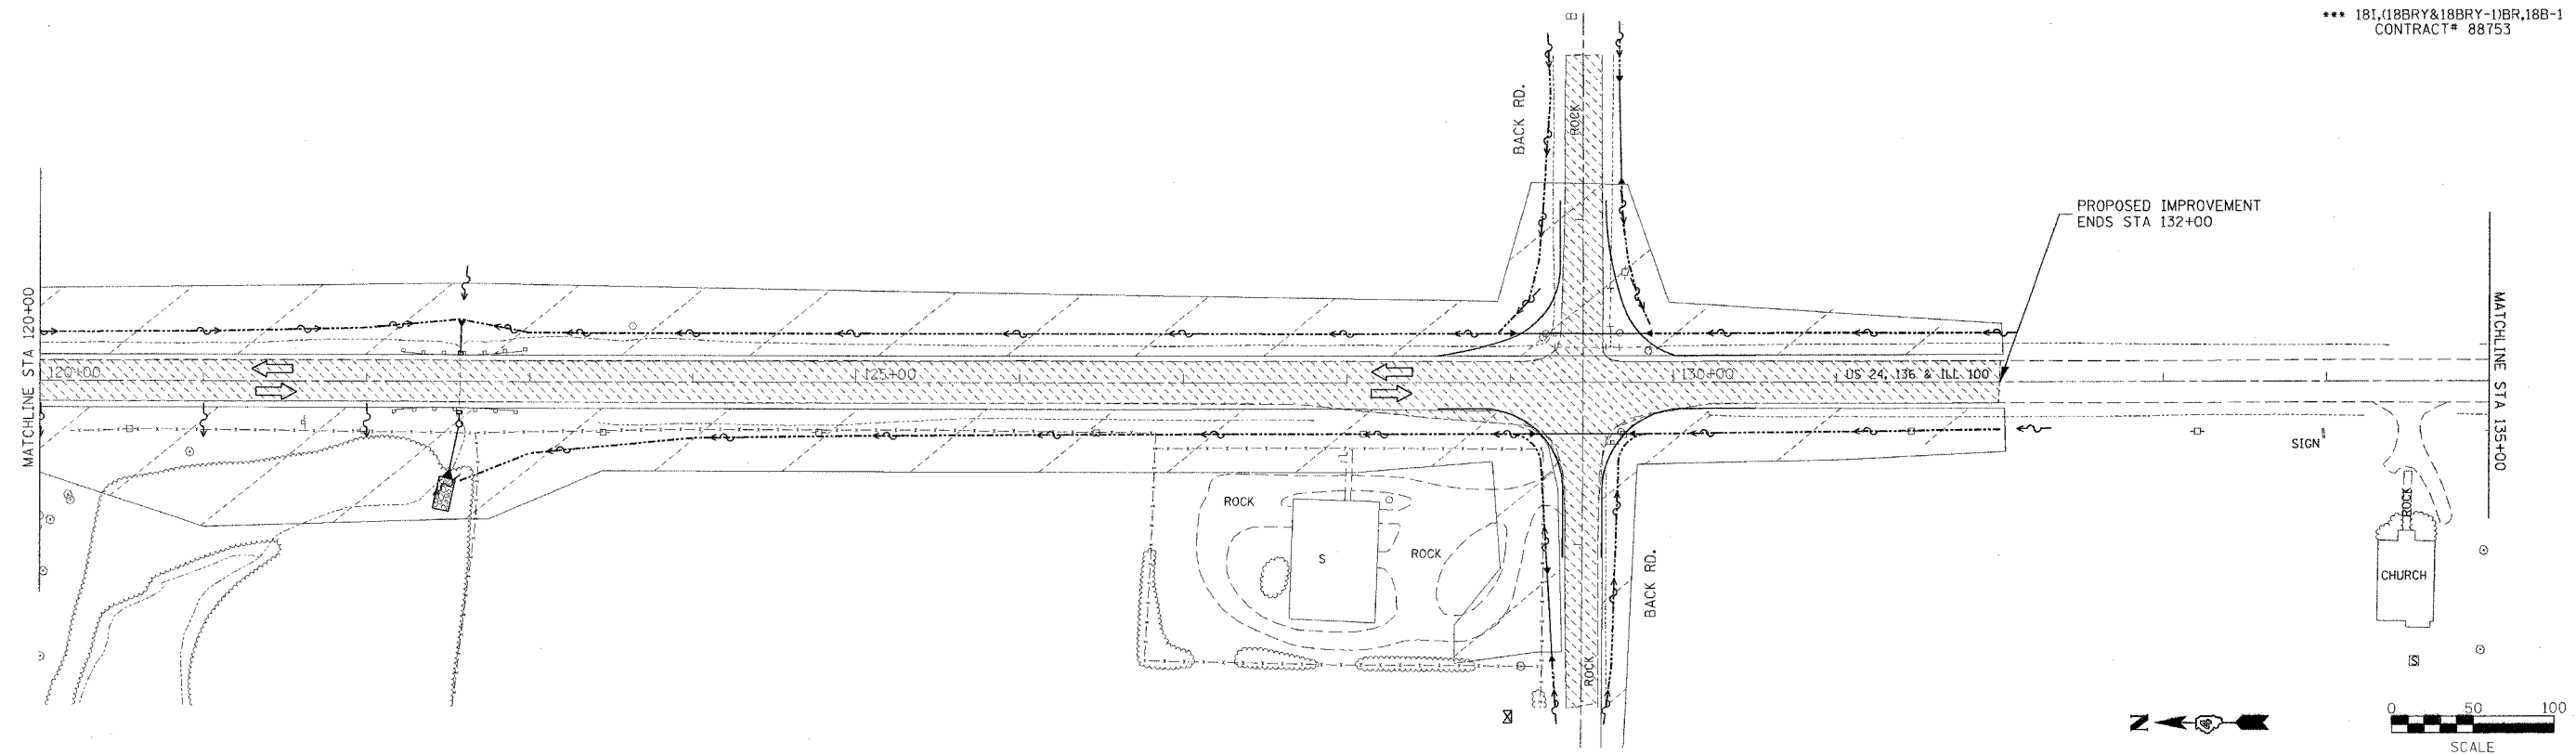 *** 18I,(18BRY&18BRY-1)BR,18B-1
CONTRACT# 88753
BACK RD.
ROCK
PROPOSED IMPROVEMENT
ENDS STA 132+00
MATCHLINE STA 120+00
120+00
125+00
130+00
US 24, 136 & ILL 100
MATCHLINE STA 135+00
SIGN
ROCK
ROCK
S
ROCK
BACK RD.
ROCK
CHURCH
S
N
0 50 100
SCALE